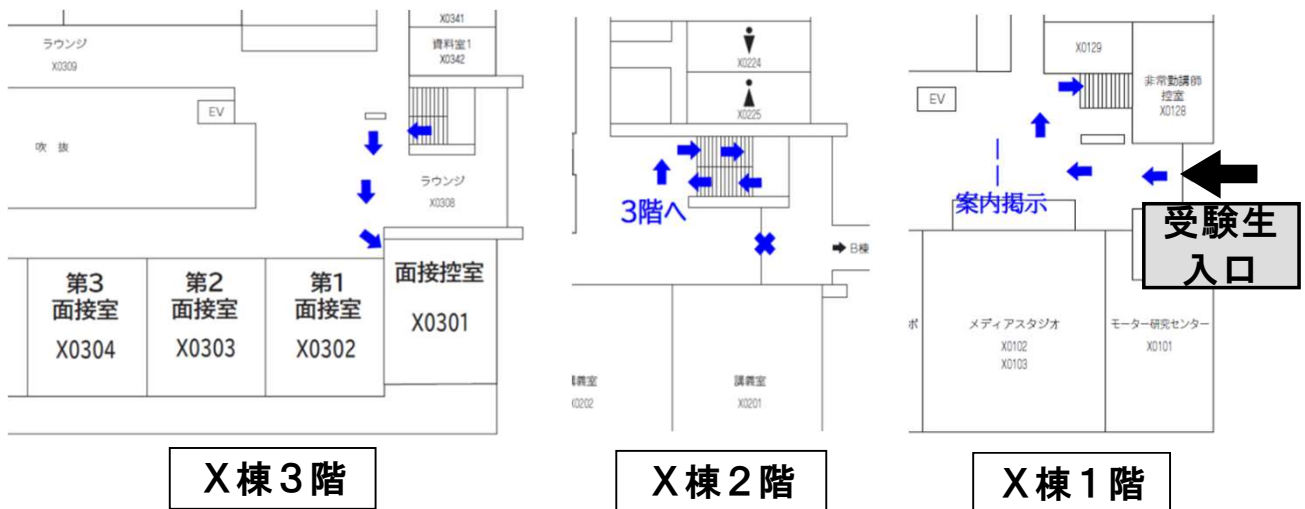 ラウンジ
X0309
X0341
資料室1
X0342
EV
吹 抜
ラウンジ
X0308
第3
面接室
X0304
第2
面接室
X0303
第1
面接室
X0302
面接控室
X0301
X棟3階
X0224
X0225
3階へ
B棟
講義室
X0202
講義室
X0201
X棟2階
X0129
EV
非常勤講師
控室
X0128
案内掲示
受験生
入口
ボ
メディアスタジオ
X0102
X0103
モーター研究センター
X0101
X棟1階